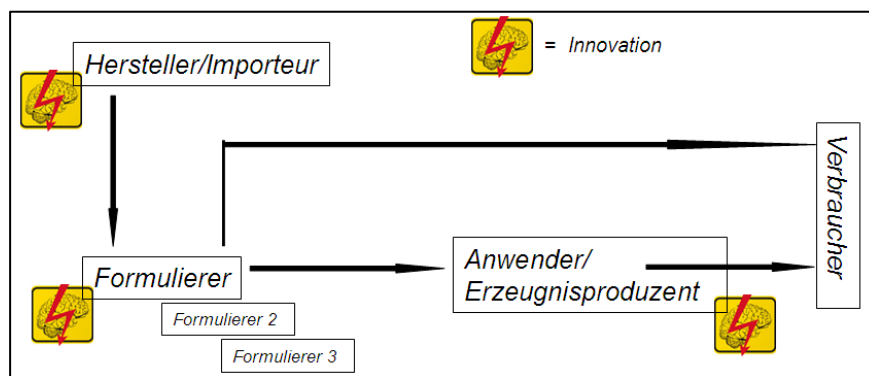 Hersteller/Importeur
= Innovation
Verbraucher
Formulierer
Anwender/
Erzeugnisproduzent
Formulierer 2
Formulierer 3